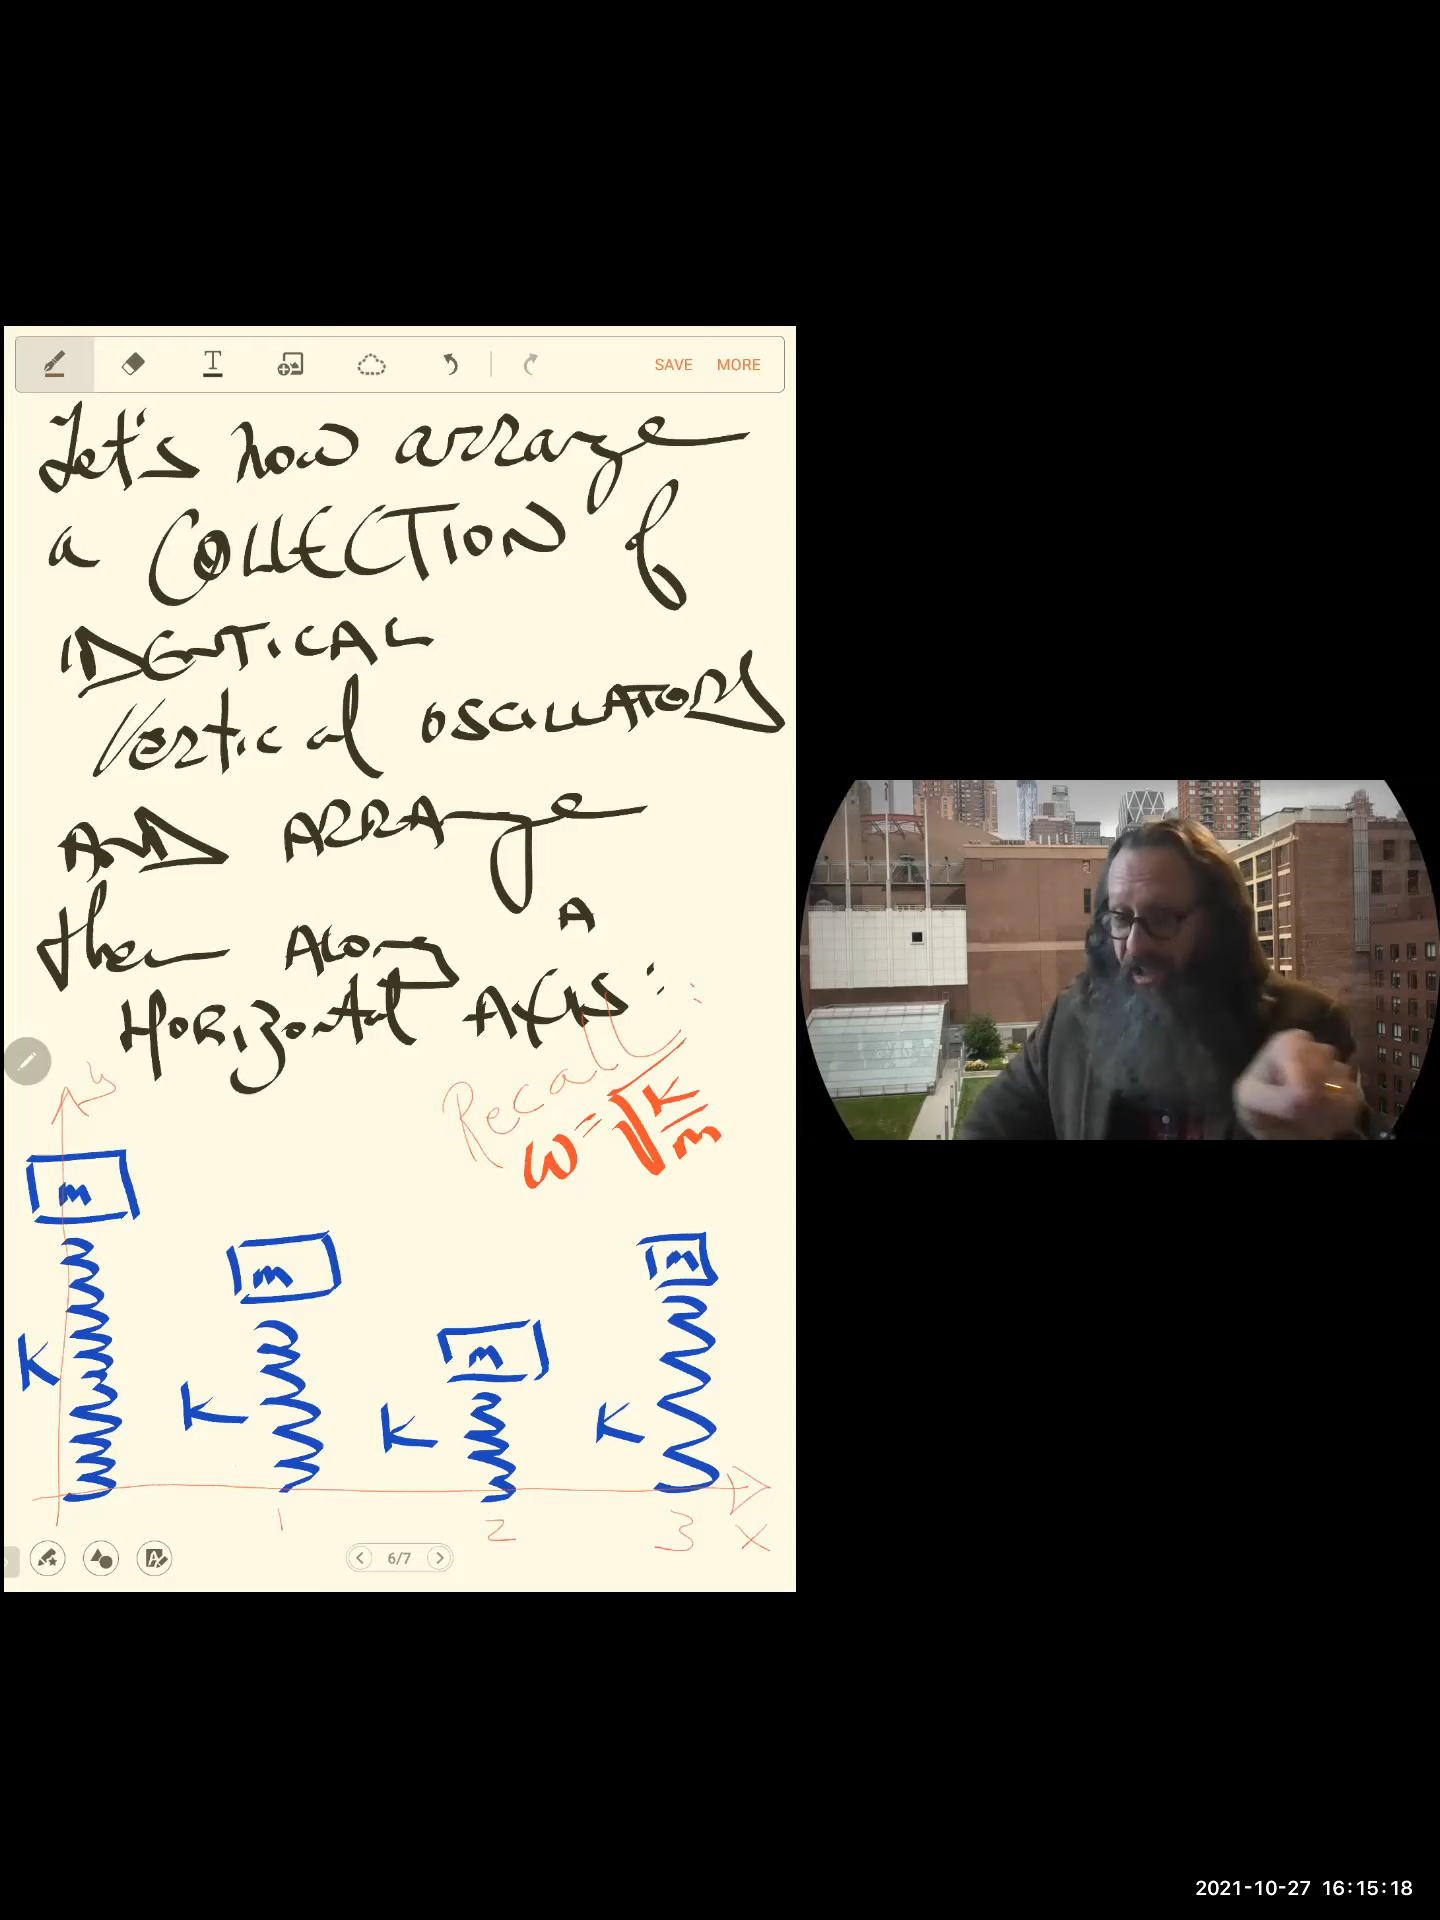 T
SAVE
MORE
Let's now arrange
a COLLECTION of
IDENTICAL
Vertical OSCILLATORY
AND ARRAnge
them Along A
HORIZontal AXIS:
Recall:
ω=√K/m
y
m
m
m
m
K
K
K
K
1
2
3
X
6/7
2021-10-27 16:15:18